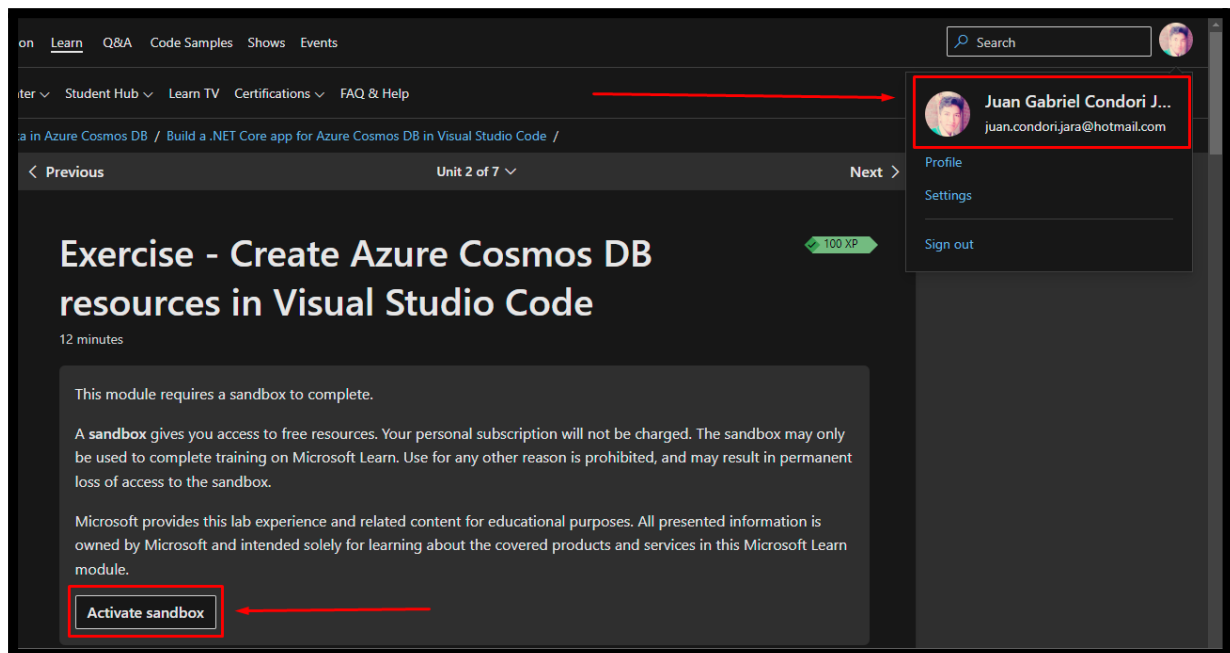 on Learn Q&A Code Samples Shows Events
Search
Student Hub Learn TV Certifications FAQ & Help
Juan Gabriel Condori J...
juan.condori.jara@hotmail.com
a in Azure Cosmos DB / Build a .NET Core app for Azure Cosmos DB in Visual Studio Code /
Previous Unit 2 of 7 Next
Profile
Settings
Sign out
Exercise - Create Azure Cosmos DB
resources in Visual Studio Code
100 XP
12 minutes
This module requires a sandbox to complete.
A sandbox gives you access to free resources. Your personal subscription will not be charged. The sandbox may only
be used to complete training on Microsoft Learn. Use for any other reason is prohibited, and may result in permanent
loss of access to the sandbox.
Microsoft provides this lab experience and related content for educational purposes. All presented information is
owned by Microsoft and intended solely for learning about the covered products and services in this Microsoft Learn
module.
Activate sandbox